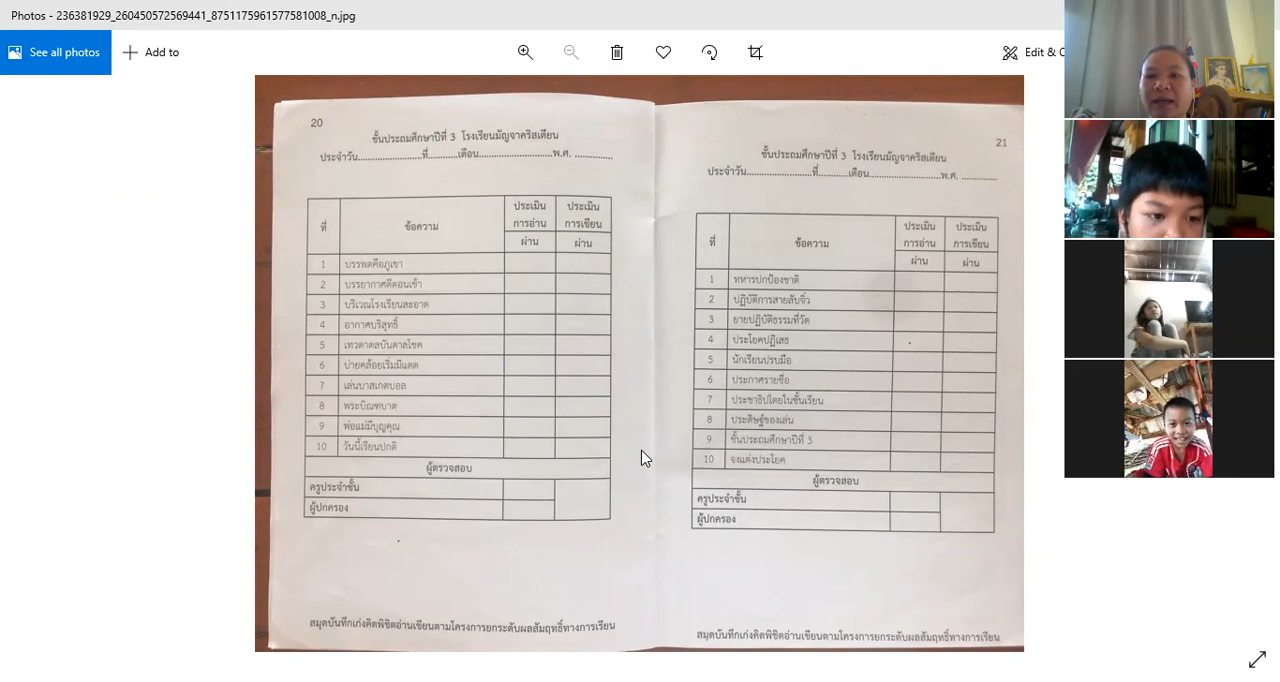 Photos - 236381929_260450572569441_8751175961577581008_n.jpg
See all photos
Add to
Edit & C
20
ชั้นประถมศึกษาปีที่ 3 โรงเรียนมัญจาคริสเตียน
ประจำวัน....................ที่.........เดือน........................พ.ศ. ............
ที่ ข้อความ ประเมินการอ่าน ประเมินการเขียน
ผ่าน ผ่าน
1 บรรพตคือภูเขา
2 บรรยากาศดีตอนเช้า
3 บริเวณโรงเรียนสะอาด
4 อากาศบริสุทธิ์
5 เทวดาดลบันดาลโชค
6 บ่ายคล้อยเริ่มมีแดด
7 เล่นบาสเกตบอล
8 พระบิณฑบาต
9 พ่อแม่มีบุญคุณ
10 วันนี้เรียนปกติ
ผู้ตรวจสอบ
ครูประจำชั้น
ผู้ปกครอง
สมุดบันทึกเก่งคิดพิชิตอ่านเขียนตามโครงการยกระดับผลสัมฤทธิ์ทางการเรียน
21
ชั้นประถมศึกษาปีที่ 3 โรงเรียนมัญจาคริสเตียน
ประจำวัน....................ที่.........เดือน........................พ.ศ. ............
ที่ ข้อความ ประเมินการอ่าน ประเมินการเขียน
ผ่าน ผ่าน
1 ทหารปกป้องชาติ
2 ปฏิบัติการสายลับจิ๋ว
3 ยายปฏิบัติธรรมที่วัด
4 ประโยคปฏิเสธ
5 นักเรียนปรบมือ
6 ประกาศรายชื่อ
7 ประชาธิปไตยในชั้นเรียน
8 ประดิษฐ์ของเล่น
9 ชั้นประถมศึกษาปีที่ 3
10 จงแต่งประโยค
ผู้ตรวจสอบ
ครูประจำชั้น
ผู้ปกครอง
สมุดบันทึกเก่งคิดพิชิตอ่านเขียนตามโครงการยกระดับผลสัมฤทธิ์ทางการเรียน